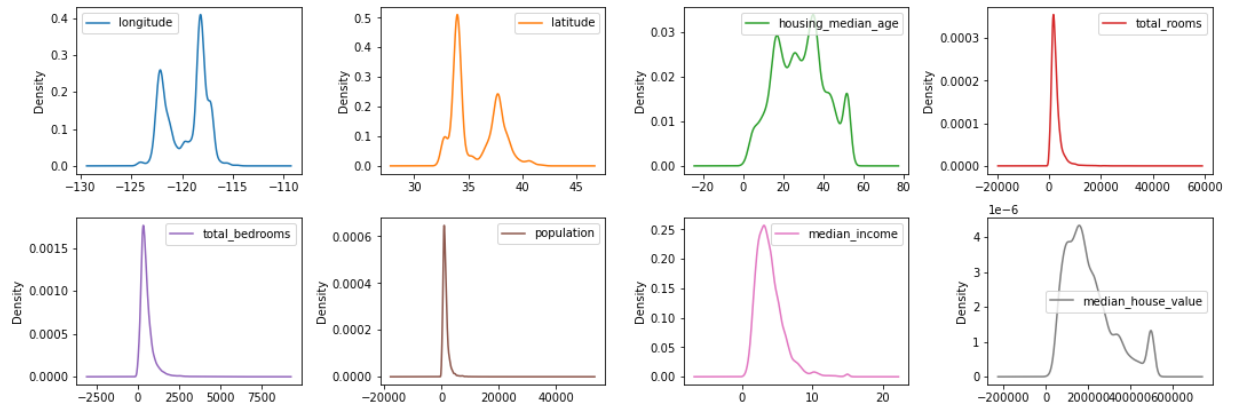 longitude
0.4
0.3
0.2
0.1
0.0
Density
−130 −120 −110
latitude
0.5
0.4
0.3
0.2
0.1
0.0
Density
30 35 40 45
housing_median_age
0.03
0.02
0.01
0.00
Density
−20 0 20 40 60 80
total_rooms
0.0003
0.0002
0.0001
0.0000
Density
−20000 0 20000 40000 60000
total_bedrooms
0.0015
0.0010
0.0005
0.0000
Density
−2500 0 2500 5000 7500
population
0.0006
0.0004
0.0002
0.0000
Density
−20000 0 20000 40000
median_income
0.25
0.20
0.15
0.10
0.05
0.00
Density
0 10 20
1e−6
median_house_value
4
3
2
1
0
Density
−200000 0 200000400000600000